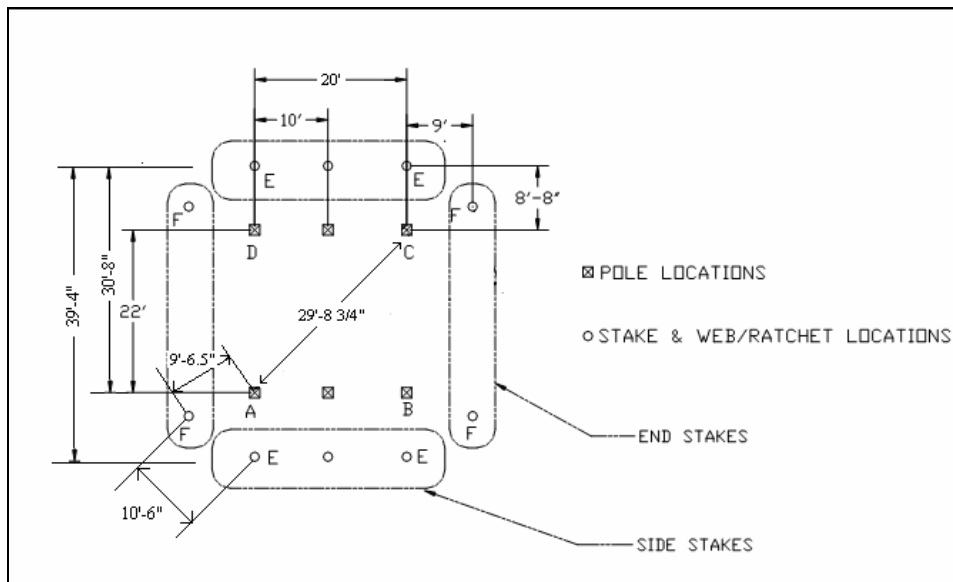 20'
10'
9'
E
E
8'-8"
F
F
D
C
POLE LOCATIONS
39'-4"
30'-8"
22'
29'-8 3/4"
STAKE & WEB/RATCHET LOCATIONS
9'-6.5"
A
B
F
F
END STAKES
E
E
10'-6"
SIDE STAKES